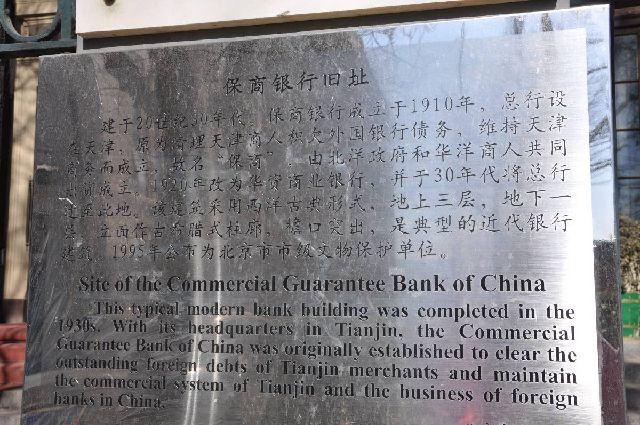 保商银行旧址
建于20世纪30年代。保商银行成立于1910年，总行设
在天津，原为清理天津商人积欠外国银行债务，维持天津
商务而成立，故名“保商”，由北洋政府和华洋商人共同
出资成立。1920年改为华资商业银行，并于30年代将总行
迁至此地。该建筑采用西洋古典形式，地上三层，地下一
层，立面作古希腊式柱廊，檐口突出，是典型的近代银行
建筑。1995年公布为北京市市级文物保护单位。
Site of the Commercial Guarantee Bank of China
This typical modern bank building was completed in the
1930s. With its headquarters in Tianjin, the Commercial
Guarantee Bank of China was originally established to clear the
outstanding foreign debts of Tianjin merchants and maintain
the commercial system of Tianjin and the business of foreign
banks in China.